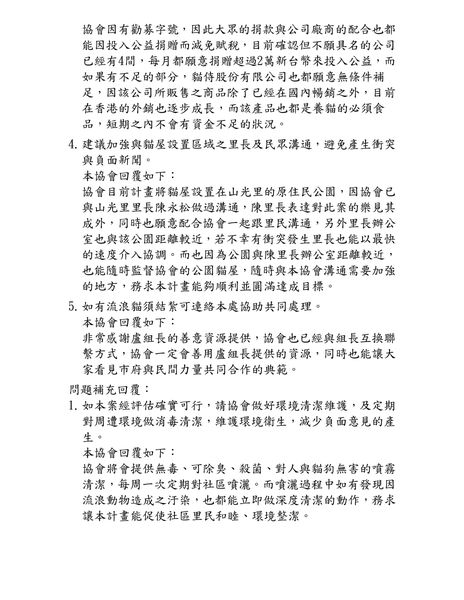 協會因有勸募字號，因此大眾的捐款與公司廠商的配合也都
能因投入公益捐贈而減免賦稅，目前確認但不願具名的公司
已經有4間，每月都願意捐贈超過2萬新台幣來投入公益，而
如果有不足的部分，貓侍股份有限公司也都願意無條件補
足，因該公司所販售之商品除了已經在國內暢銷之外，目前
在香港的外銷也逐步成長，而該產品也都是養貓的必須食
品，短期之內不會有資金不足的狀況。
4. 建議加強與貓屋設置區域之里長及民眾溝通，避免產生衝突
與負面新聞。
本協會回覆如下：
協會目前計畫將貓屋設置在山光里的原住民公園，因協會已
與山光里里長陳永松做過溝通，陳里長表達對此案的樂見其
成外，同時也願意配合協會一起跟里民溝通，另外里長辦公
室也與該公園距離較近，若不幸有衝突發生里長也能以最快
的速度介入協調。而也因為公園與陳里長辦公室距離較近，
也能隨時監督協會的公園貓屋，隨時與本協會溝通需要加強
的地方，務求本計畫能夠順利並圓滿達成目標。
5. 如有流浪貓須結紮可連絡本處協助共同處理。
本協會回覆如下：
非常感謝盧組長的善意資源提供，協會也已經與組長互換聯
繫方式，協會一定會善用盧組長提供的資源，同時也能讓大
家看見市府與民間力量共同合作的典範。
問題補充回覆：
1. 如本案經評估確實可行，請協會做好環境清潔維護，及定期
對周遭環境做消毒清潔，維護環境衛生，減少負面意見的產
生。
本協會回覆如下：
協會將會提供無毒、可除臭、殺菌、對人與貓狗無害的噴霧
清潔，每周一次定期對社區噴灑。而噴灑過程中如有發現因
流浪動物造成之汙染，也都能立即做深度清潔的動作，務求
讓本計畫能促使社區里民和睦、環境整潔。